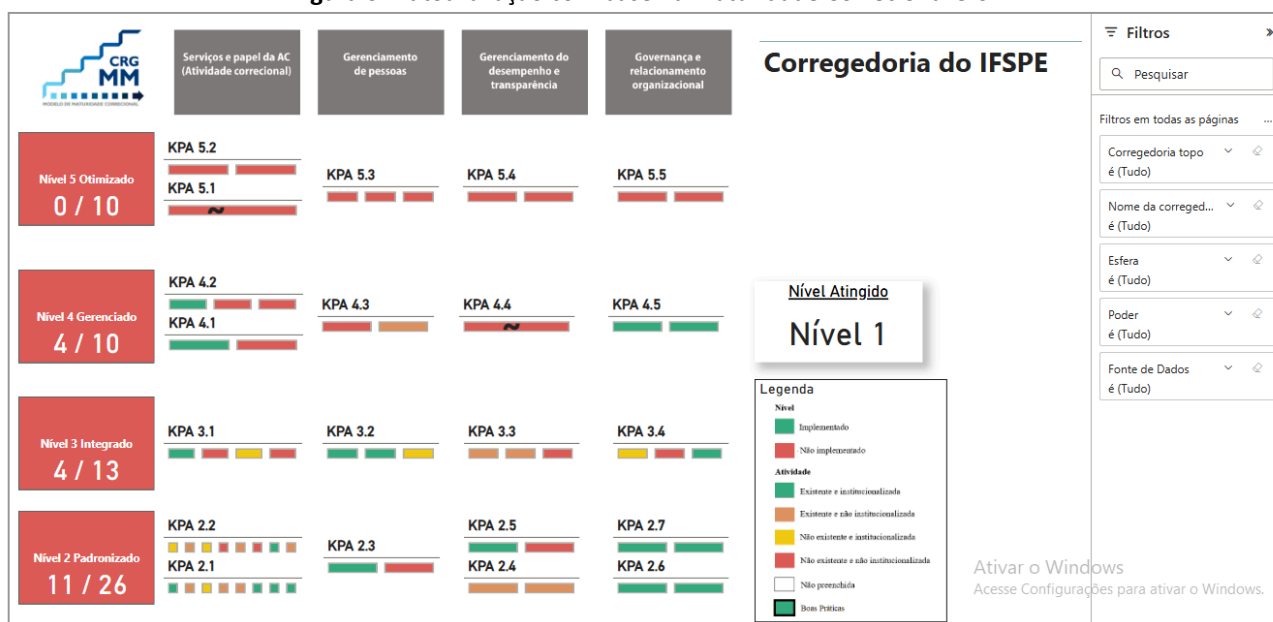 CRG
MM
MODELO DE MATURIDADE CORRECIONAL
Serviços e papel da AC
(Atividade correcional)
Gerenciamento
de pessoas
Gerenciamento do
desempenho e
transparência
Governança e
relacionamento
organizacional
Corregedoria do IFSPE
Nível 5 Otimizado
0 / 10
KPA 5.2
KPA 5.1
~
KPA 5.3
KPA 5.4
KPA 5.5
Nível 4 Gerenciado
4 / 10
KPA 4.2
KPA 4.1
KPA 4.3
KPA 4.4
~
KPA 4.5
Nível Atingido
Nível 1
Nível 3 Integrado
4 / 13
KPA 3.1
KPA 3.2
KPA 3.3
KPA 3.4
Nível 2 Padronizado
11 / 26
KPA 2.2
KPA 2.1
KPA 2.3
KPA 2.5
KPA 2.4
KPA 2.7
KPA 2.6
Legenda
Nível
Implementado
Não implementado
Atividade
Existente e institucionalizada
Existente e não institucionalizada
Não existente e institucionalizada
Não existente e não institucionalizada
Não preenchida
Boas Práticas
Filtros
Pesquisar
Filtros em todas as páginas ...
Corregedoria topo
é (Tudo)
Nome da correged...
é (Tudo)
Esfera
é (Tudo)
Poder
é (Tudo)
Fonte de Dados
é (Tudo)
Ativar o Windows
Acesse Configurações para ativar o Windows.